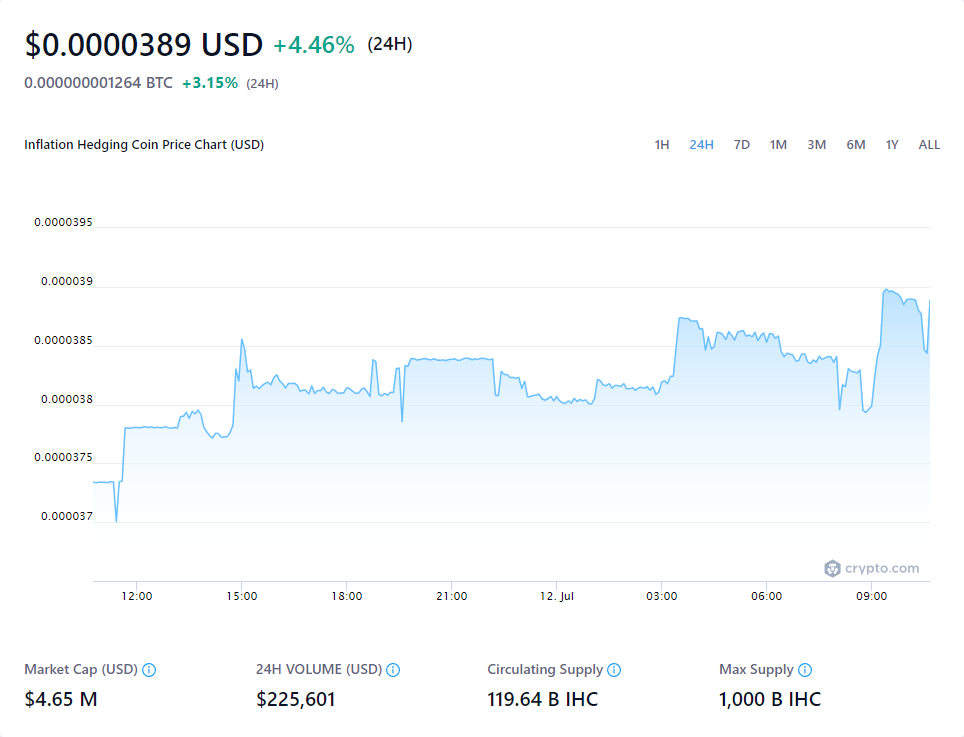 $0.0000389 USD +4.46% (24H)
0.000000001264 BTC +3.15% (24H)
Inflation Hedging Coin Price Chart (USD) 1H 24H 7D 1M 3M 6M 1Y ALL
0.0000395
0.000039
0.0000385
0.000038
0.0000375
0.000037
crypto.com
12:00 15:00 18:00 21:00 12. Jul 03:00 06:00 09:00
Market Cap (USD) 24H VOLUME (USD) Circulating Supply Max Supply
$4.65 M $225,601 119.64 B IHC 1,000 B IHC